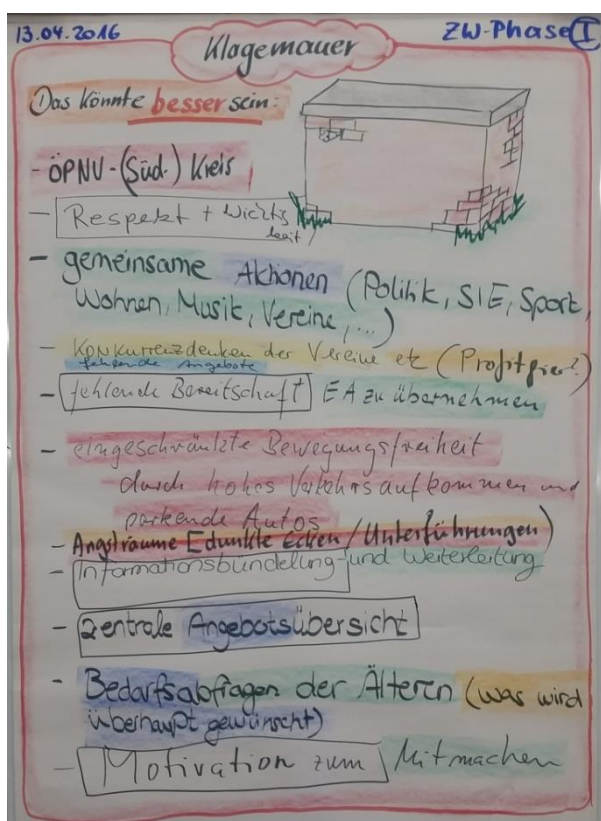 13.04.2016
ZW-Phase I
Klagemauer
Das könnte besser sein:
- ÖPNV-(Süd-) Kreis
- Respekt + Wichtig
keit
- gemeinsame Aktionen (Politik, SIE, Sport,
Wohnen, Musik, Vereine, ...)
- Konkurrenzdenken der Vereine etc (Profitgier?)
fehlende Angebote
- fehlende Bereitschaft EA zu übernehmen
- eingeschränkte Bewegungsfreiheit
durch hohes Verkehrsaufkommen und
parkende Autos
- Angsträume [dunkle Ecken/Unterführungen)
- Informationsbündelung und Weiterleitung
- Zentrale Angebotsübersicht
- Bedarfsabfragen der Älteren (was wird
überhaupt gewünscht)
- Motivation zum Mitmachen